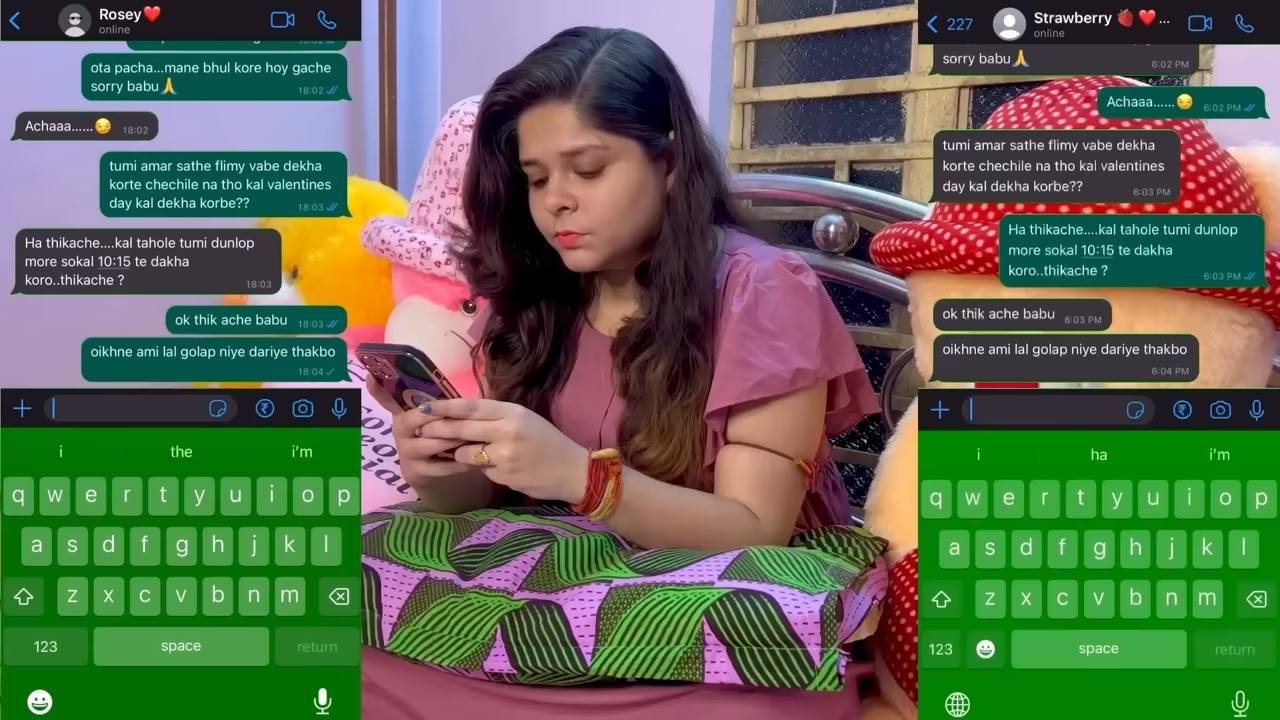 Rosey❤️
online
ota pacha...mane bhul kore hoy gache
sorry babu🙏
18:02
Achaaa......😏
18:02
tumi amar sathe flimy vabe dekha
korte chechile na tho kal valentines
day kal dekha korbe??
18:03
Ha thikache....kal tahole tumi dunlop
more sokal 10:15 te dakha
koro..thikache ?
18:03
ok thik ache babu
18:03
oikhne ami lal golap niye dariye thakbo
18:04
i the i'm
q w e r t y u i o p
a s d f g h j k l
z x c v b n m
123 space return
227 Strawberry 🍓 ❤️ ...
online
sorry babu🙏
6:02 PM
Achaaa......😏
6:02 PM
tumi amar sathe flimy vabe dekha
korte chechile na tho kal valentines
day kal dekha korbe??
6:03 PM
Ha thikache....kal tahole tumi dunlop
more sokal 10:15 te dakha
koro..thikache ?
6:03 PM
ok thik ache babu
6:03 PM
oikhne ami lal golap niye dariye thakbo
6:04 PM
i ha i'm
q w e r t y u i o p
a s d f g h j k l
z x c v b n m
123 space return